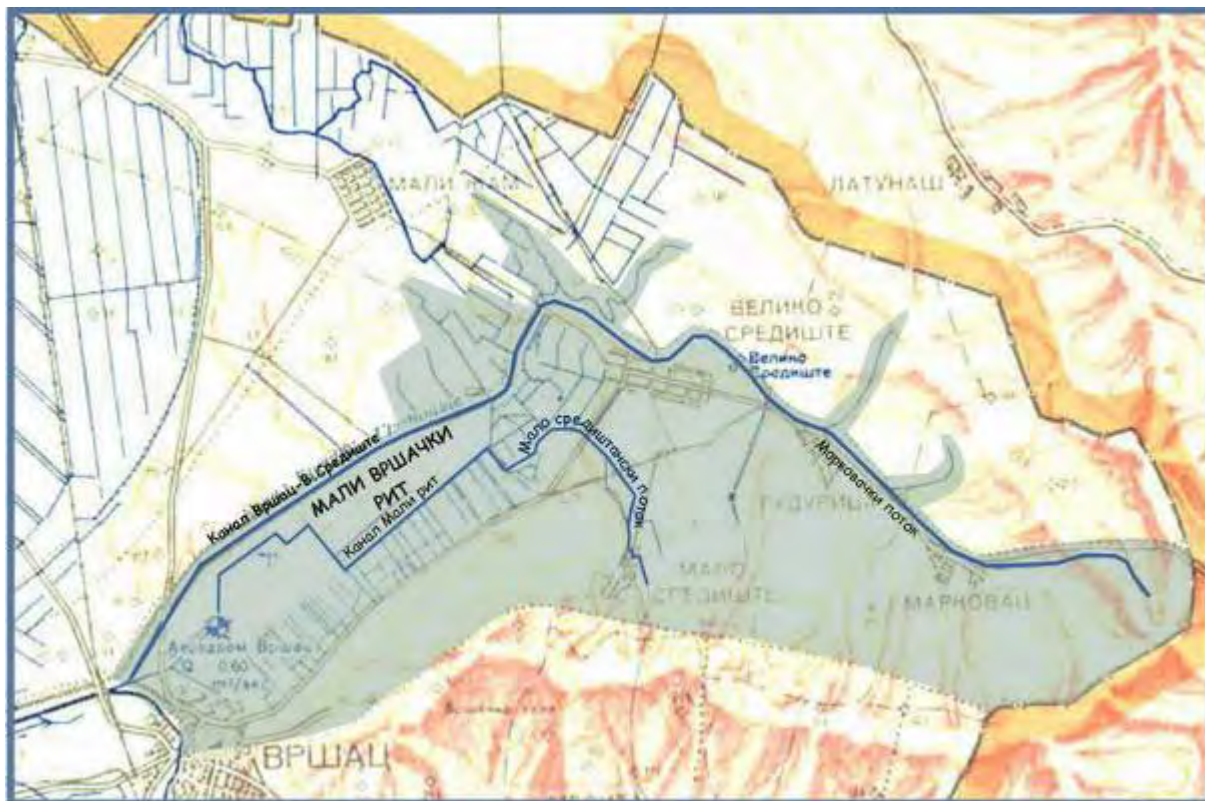 МАЛИ ЖАМ
ЛАТУНАШ
ВЕЛИКО
СРЕДИШТЕ
Велико
Средиште
Мало средиштански поток
Канал Вршац-В. Средиште
МАЛИ ВРШАЧКИ
РИТ
Канал Мали рит
Марковачки поток
ГУДУРИЦА
МАЛО
СРЕДИШТЕ
МАРКОВАЦ
Аеродром Вршац
Q 0.60
m³/sec
ВРШАЦ